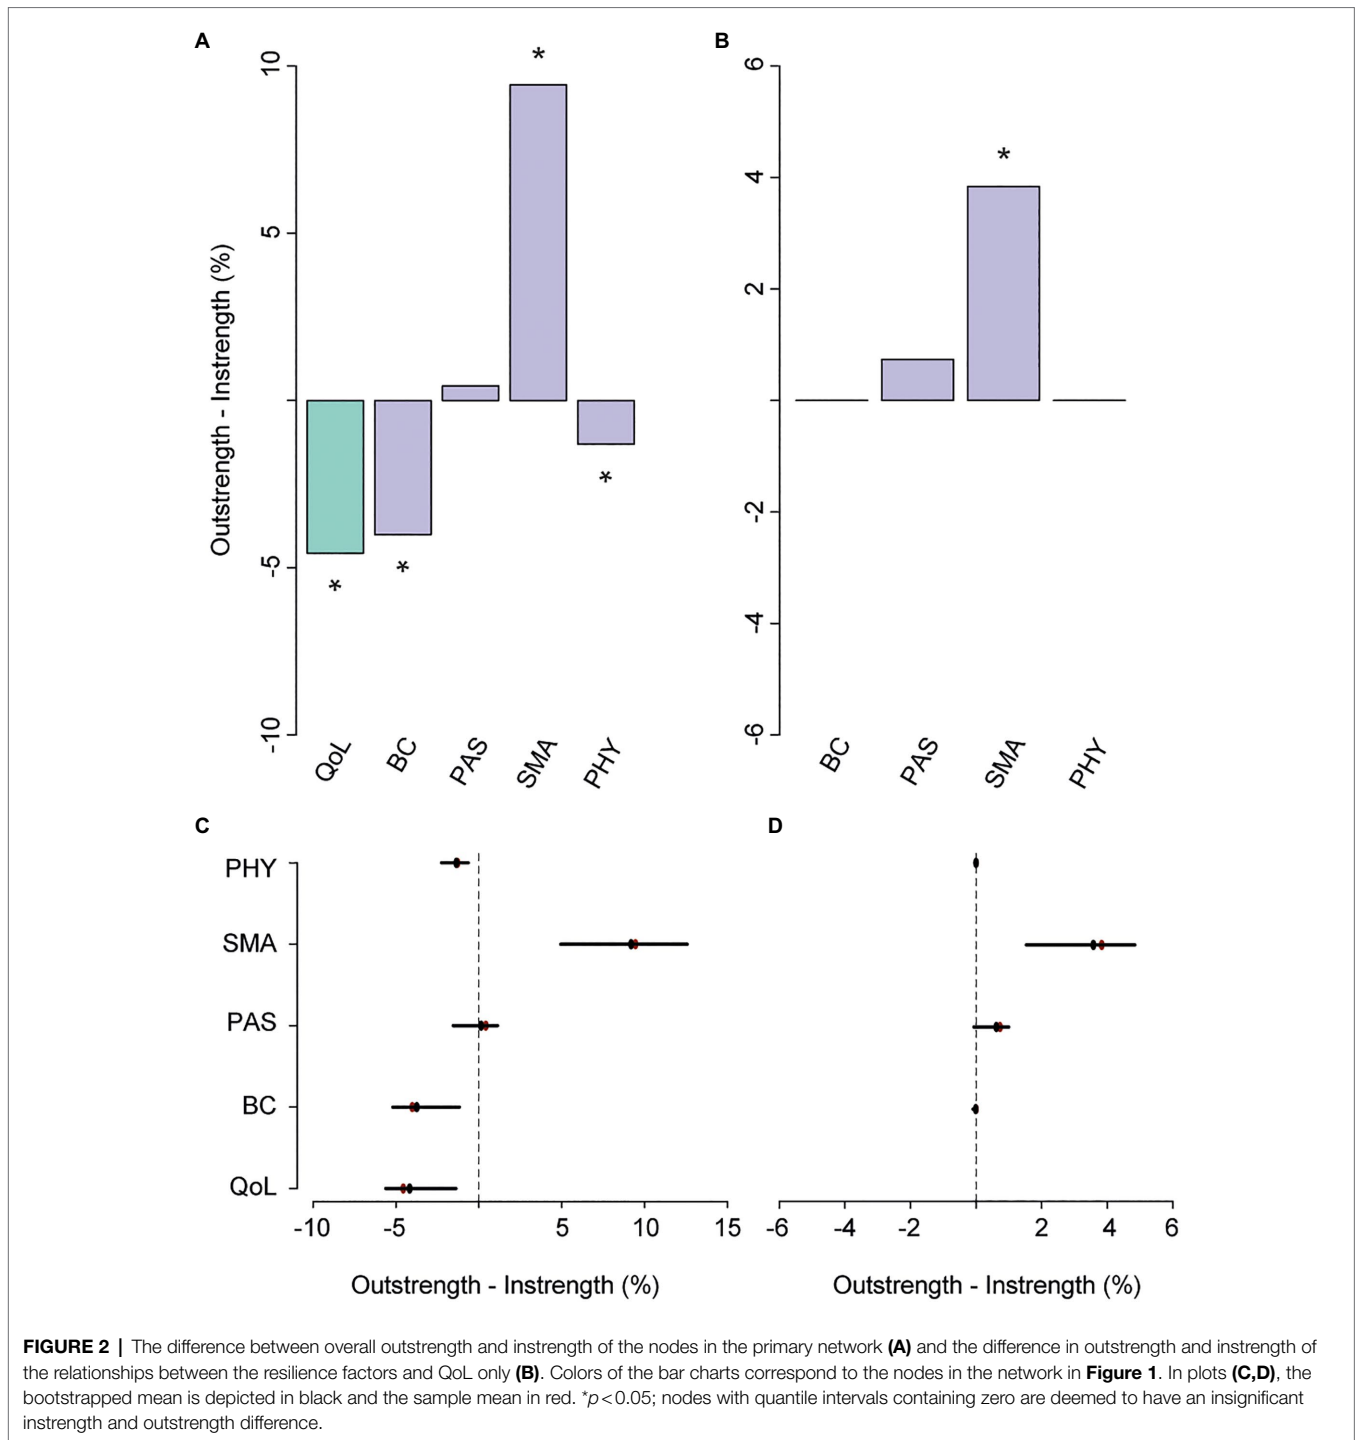 A
B
10
5
-5
-10
Outstrength - Instrength (%)
*
*
*
*
QoL
BC
PAS
SMA
PHY
6
4
2
-2
-4
-6
*
BC
PAS
SMA
PHY
C
D
PHY
SMA
PAS
BC
QoL
-10 -5 5 10 15
Outstrength - Instrength (%)
-6 -4 -2 2 4 6
Outstrength - Instrength (%)
FIGURE 2 | The difference between overall outstrength and instrength of the nodes in the primary network (A) and the difference in outstrength and instrength of
the relationships between the resilience factors and QoL only (B). Colors of the bar charts correspond to the nodes in the network in Figure 1. In plots (C,D), the
bootstrapped mean is depicted in black and the sample mean in red. *p<0.05; nodes with quantile intervals containing zero are deemed to have an insignificant
instrength and outstrength difference.